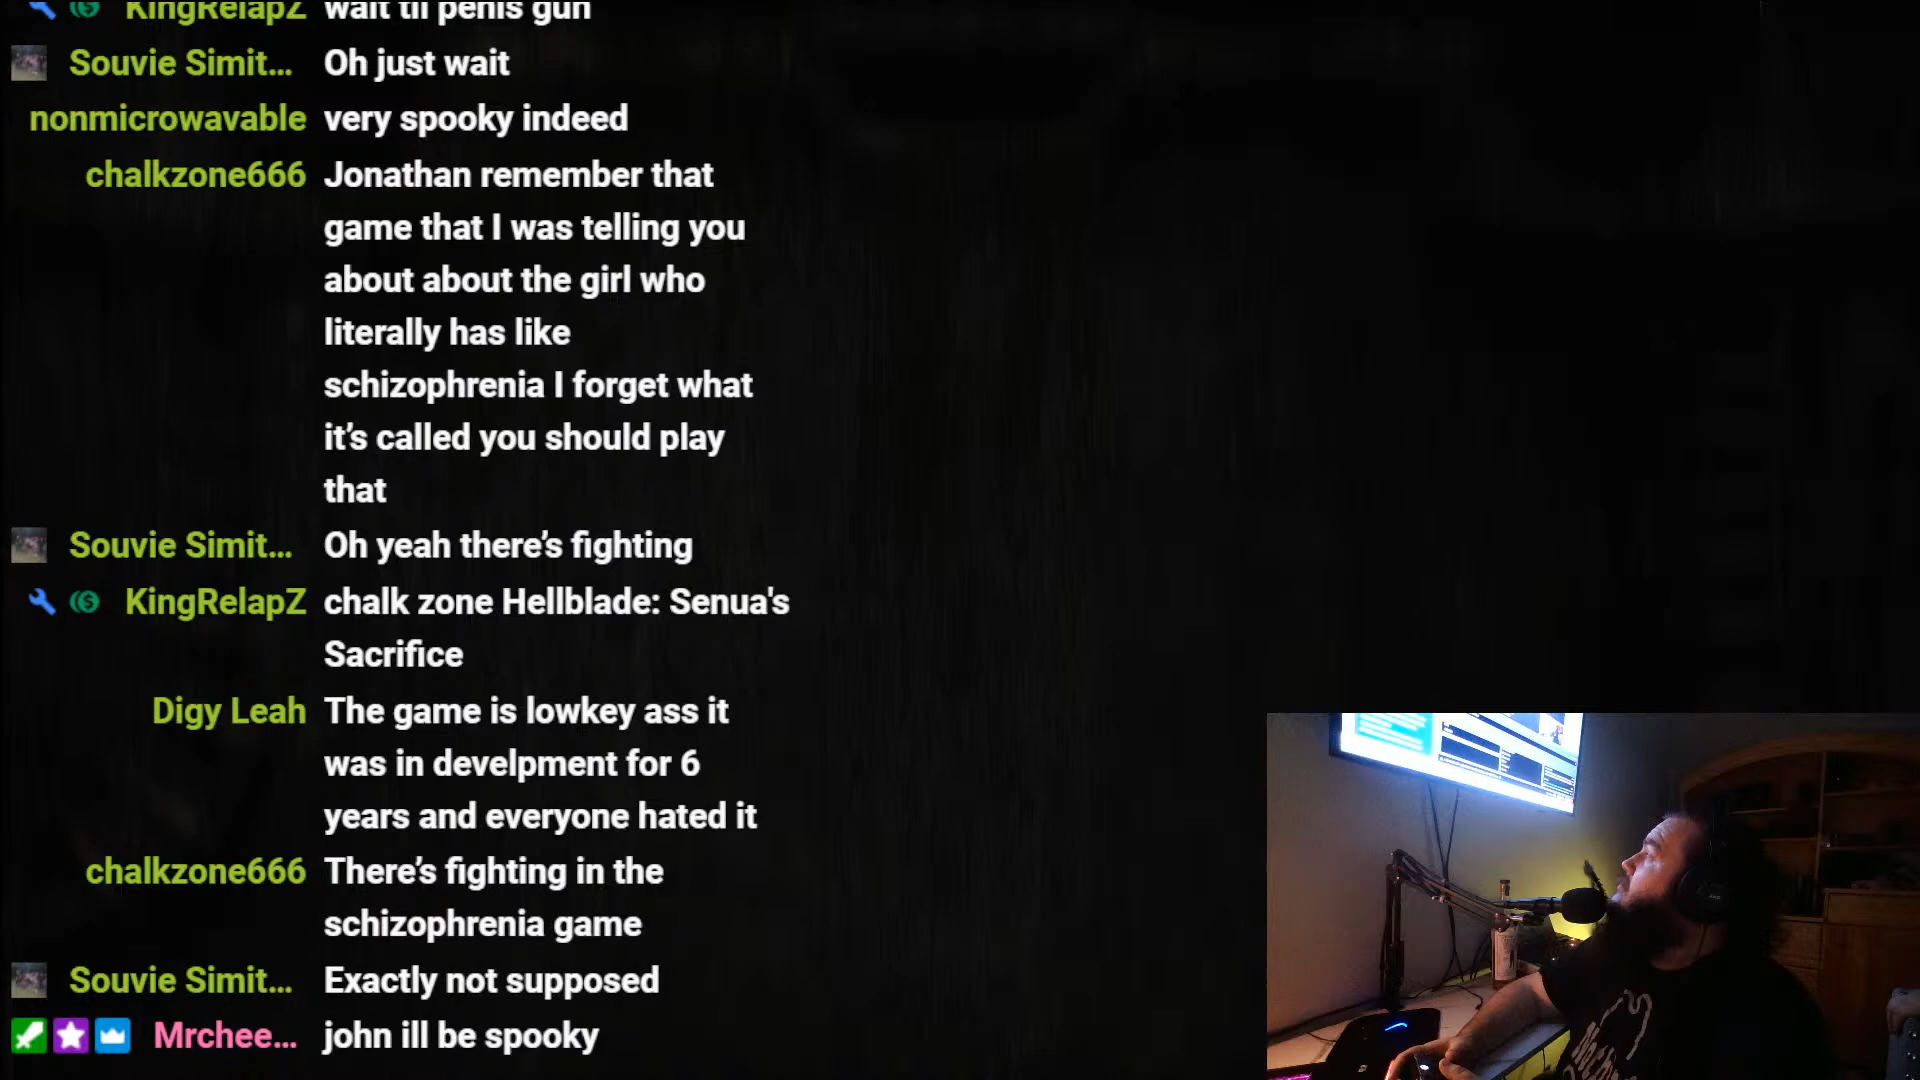 KingRelapZ wait til penis gun
Souvie Simit... Oh just wait
nonmicrowavable very spooky indeed
chalkzone666 Jonathan remember that
game that I was telling you
about about the girl who
literally has like
schizophrenia I forget what
it's called you should play
that
Souvie Simit... Oh yeah there's fighting
KingRelapZ chalk zone Hellblade: Senua's
Sacrifice
Digy Leah The game is lowkey ass it
was in develpment for 6
years and everyone hated it
chalkzone666 There's fighting in the
schizophrenia game
Souvie Simit... Exactly not supposed
Mrchee... john ill be spooky